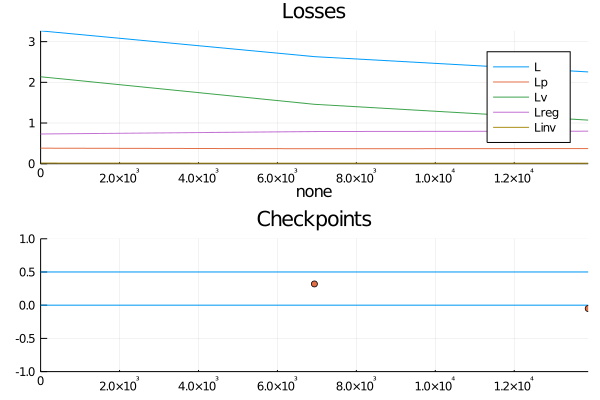 Losses
3
2
1
0
L
Lp
Lv
Lreg
Linv
0 2.0×10³ 4.0×10³ 6.0×10³ 8.0×10³ 1.0×10⁴ 1.2×10⁴
none
Checkpoints
1.0
0.5
0.0
-0.5
-1.0
0 2.0×10³ 4.0×10³ 6.0×10³ 8.0×10³ 1.0×10⁴ 1.2×10⁴